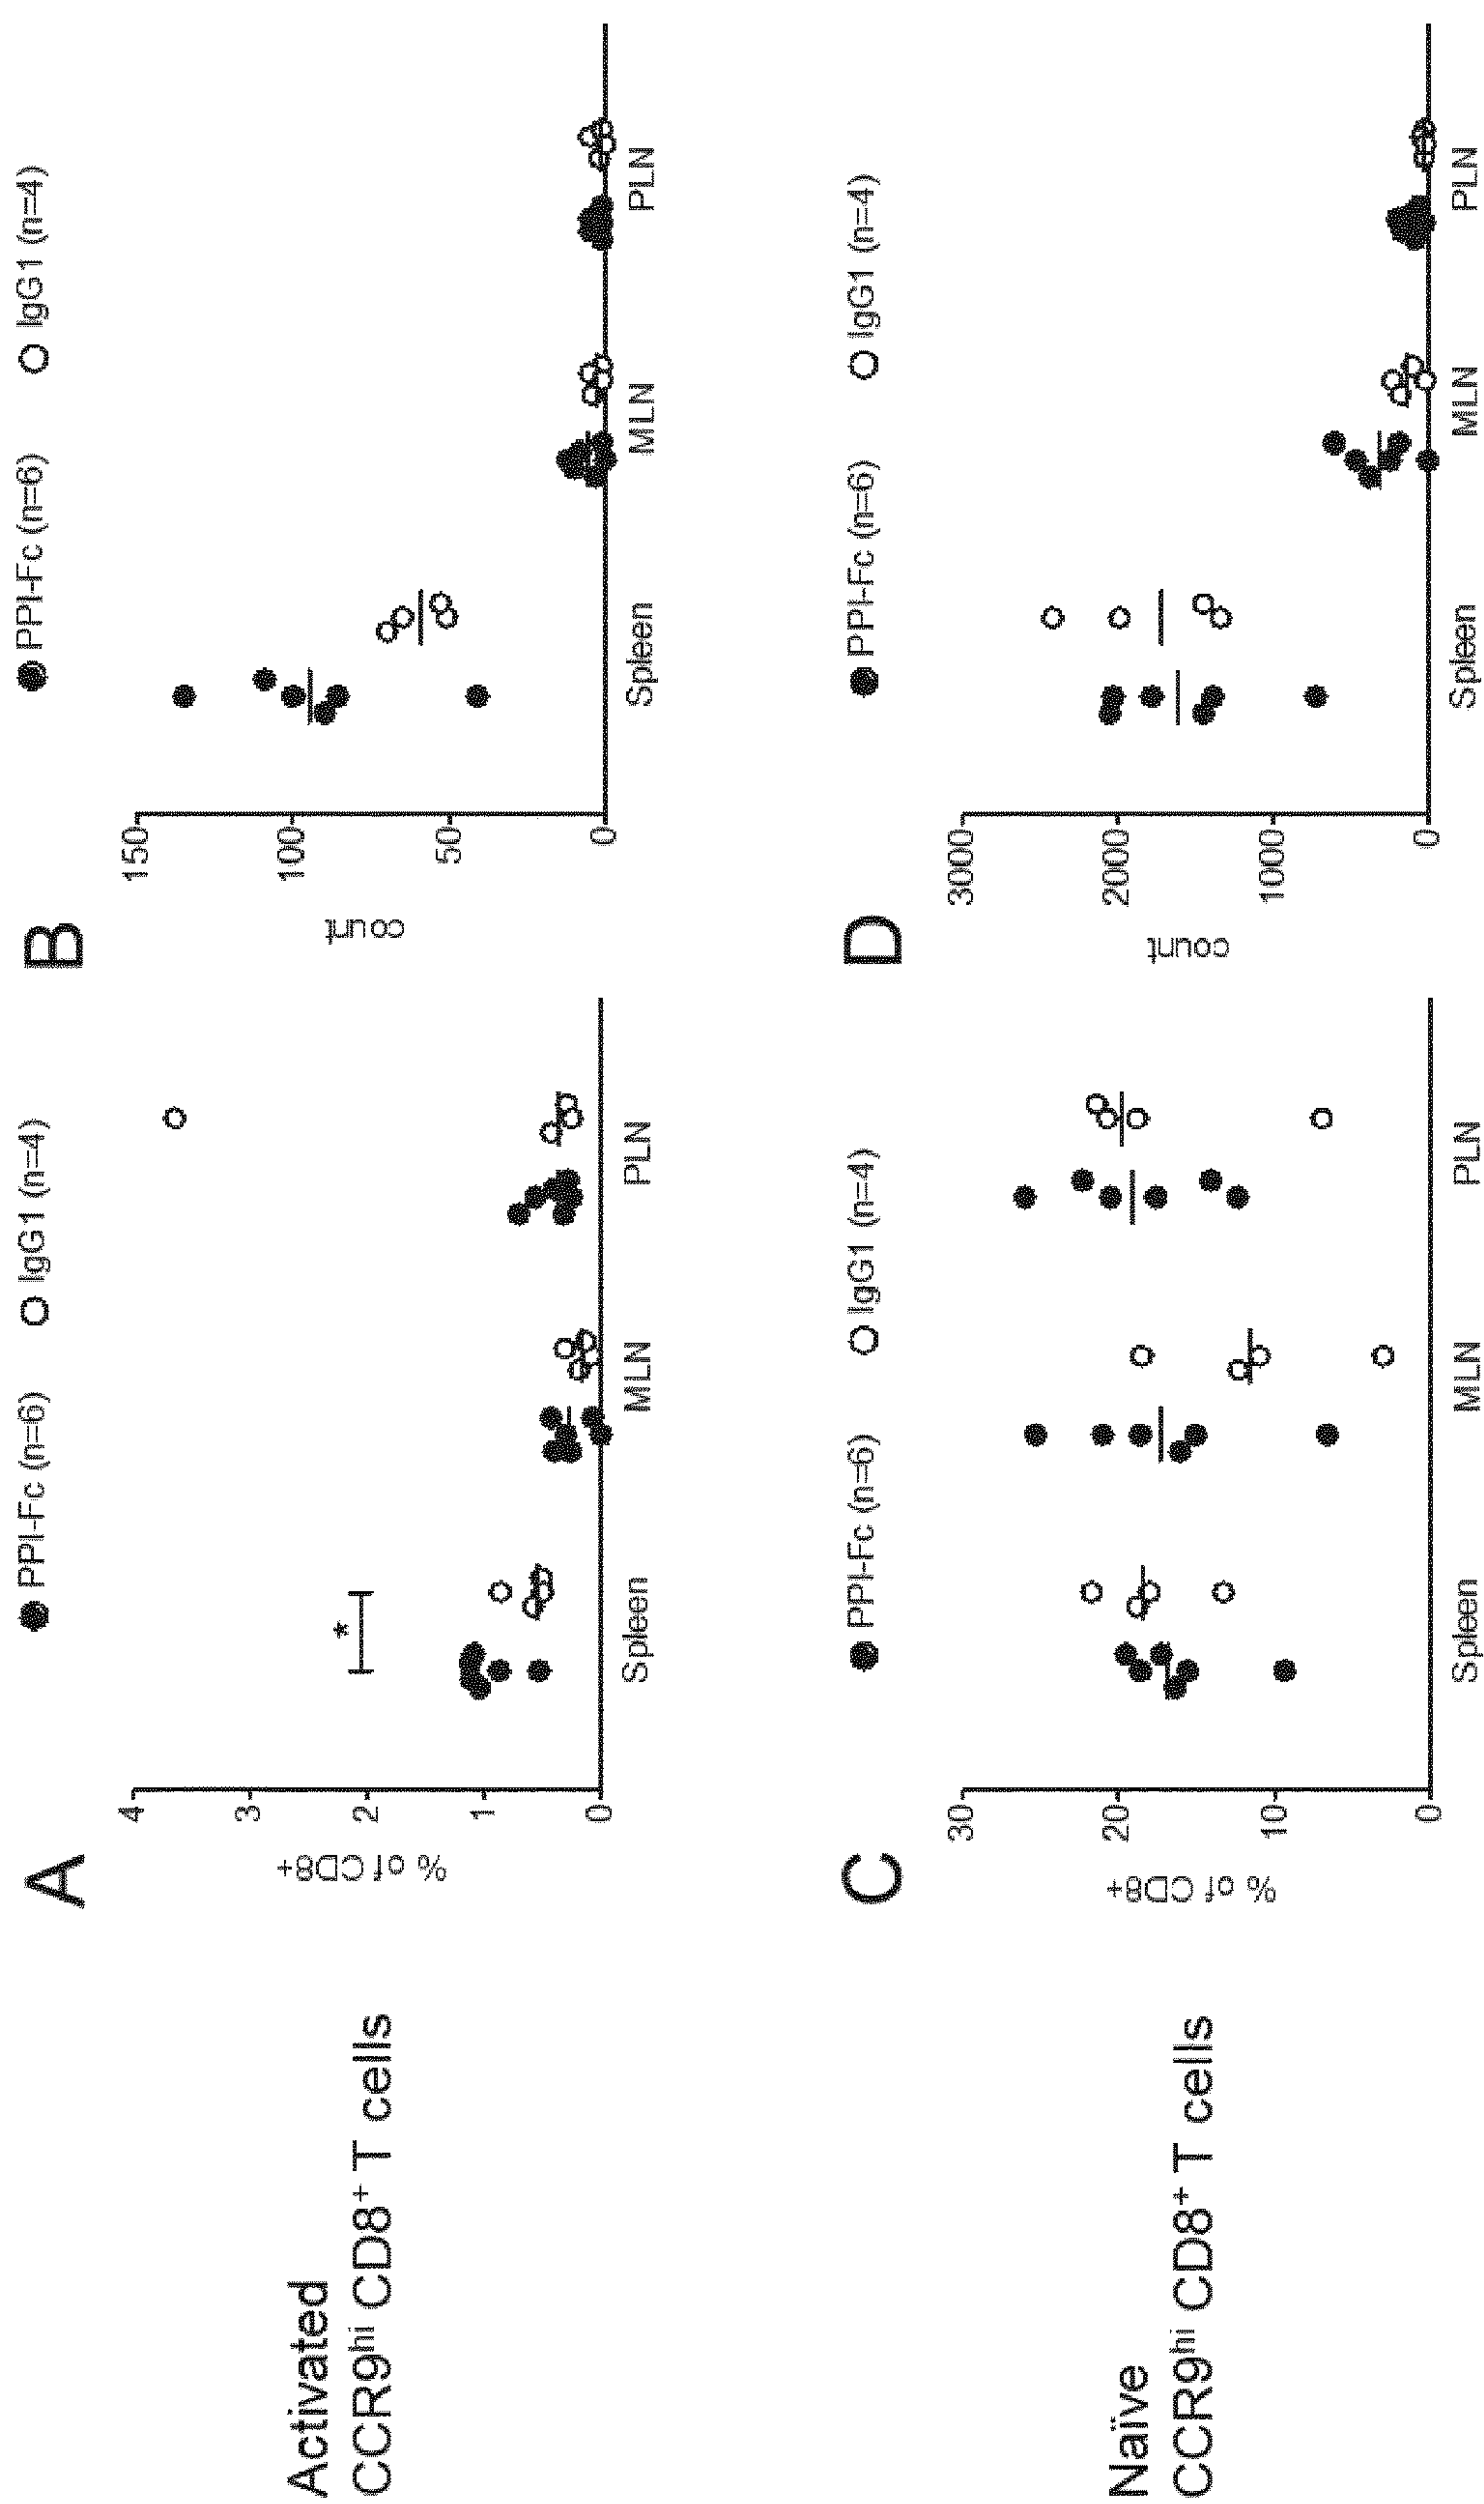 Activated
CCR9hi CD8+ T cells
A
PPI-Fc (n=6) IgG1 (n=4)
% of CD8+
4
3
2
1
0
*
Spleen MLN PLN
B
PPI-Fc (n=6) IgG1 (n=4)
count
150
100
50
0
Spleen MLN PLN
Naïve
CCR9hi CD8+ T cells
C
PPI-Fc (n=6) IgG1 (n=4)
% of CD8+
30
20
10
0
Spleen MLN PLN
D
PPI-Fc (n=6) IgG1 (n=4)
count
3000
2000
1000
0
Spleen MLN PLN